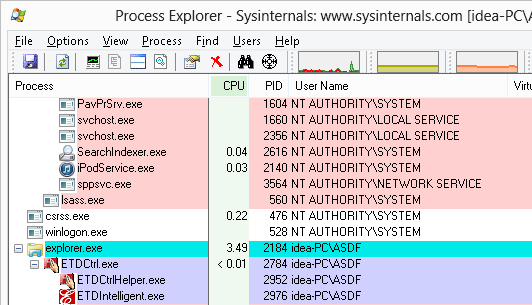 Process Explorer - Sysinternals: www.sysinternals.com [idea-PC\
File Options View Process Find Users Help
Process CPU PID User Name
PavPrSrv.exe 1604 NT AUTHORITY\SYSTEM
svchost.exe 1660 NT AUTHORITY\LOCAL SERVICE
svchost.exe 2356 NT AUTHORITY\LOCAL SERVICE
SearchIndexer.exe 0.04 2616 NT AUTHORITY\SYSTEM
iPodService.exe 0.03 2140 NT AUTHORITY\SYSTEM
sppsvc.exe 3564 NT AUTHORITY\NETWORK SERVICE
lsass.exe 560 NT AUTHORITY\SYSTEM
csrss.exe 0.22 476 NT AUTHORITY\SYSTEM
winlogon.exe 528 NT AUTHORITY\SYSTEM
explorer.exe 3.49 2184 idea-PC\ASDF
ETDCtrl.exe < 0.01 2784 idea-PC\ASDF
ETDCtrlHelper.exe 2952 idea-PC\ASDF
ETDIntelligent.exe 2976 idea-PC\ASDF